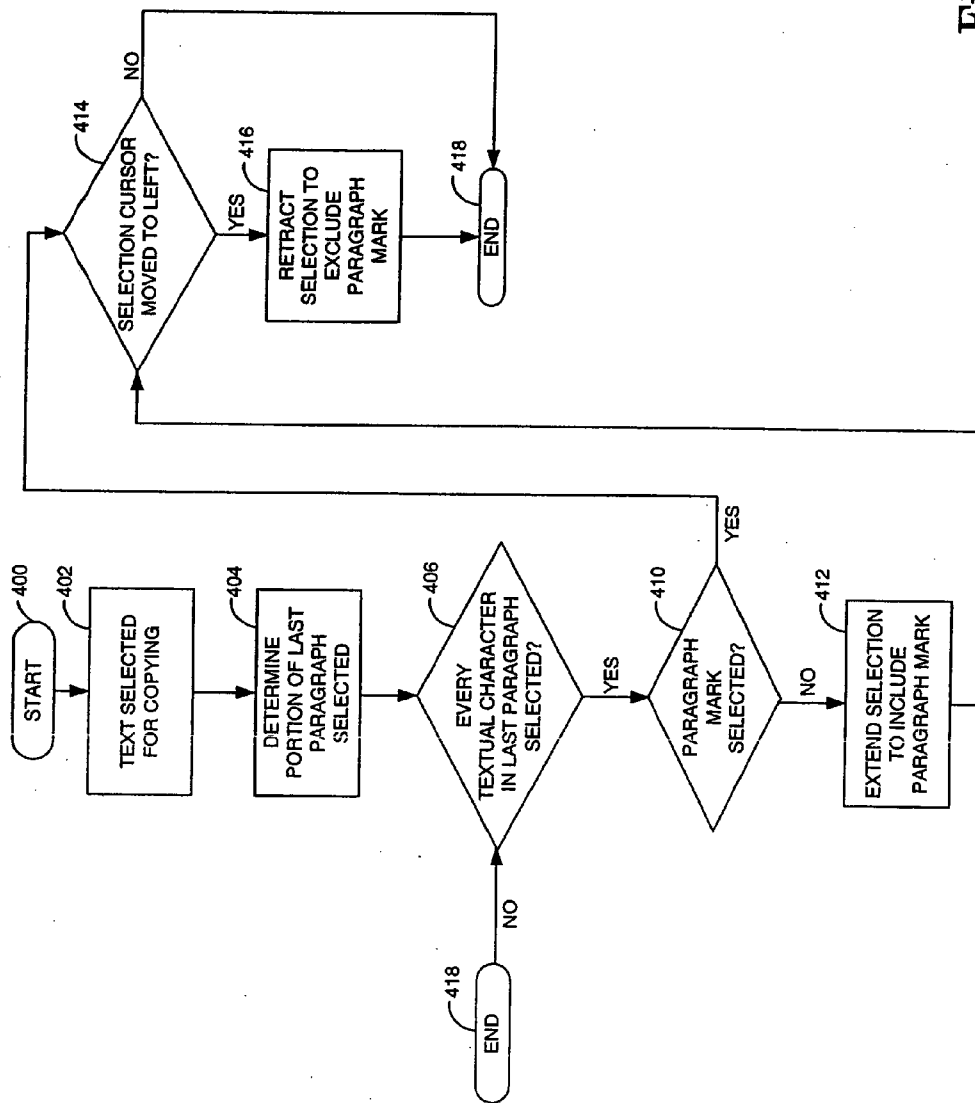 400
START
402
TEXT SELECTED
FOR COPYING
404
DETERMINE
PORTION OF LAST
PARAGRAPH
SELECTED
406
EVERY
TEXTUAL CHARACTER
IN LAST PARAGRAPH
SELECTED?
NO
418
END
YES
410
PARAGRAPH
MARK
SELECTED?
YES
NO
412
EXTEND SELECTION
TO INCLUDE
PARAGRAPH MARK
414
SELECTION CURSOR
MOVED TO LEFT?
NO
YES
416
RETRACT
SELECTION TO
EXCLUDE
PARAGRAPH
MARK
418
END